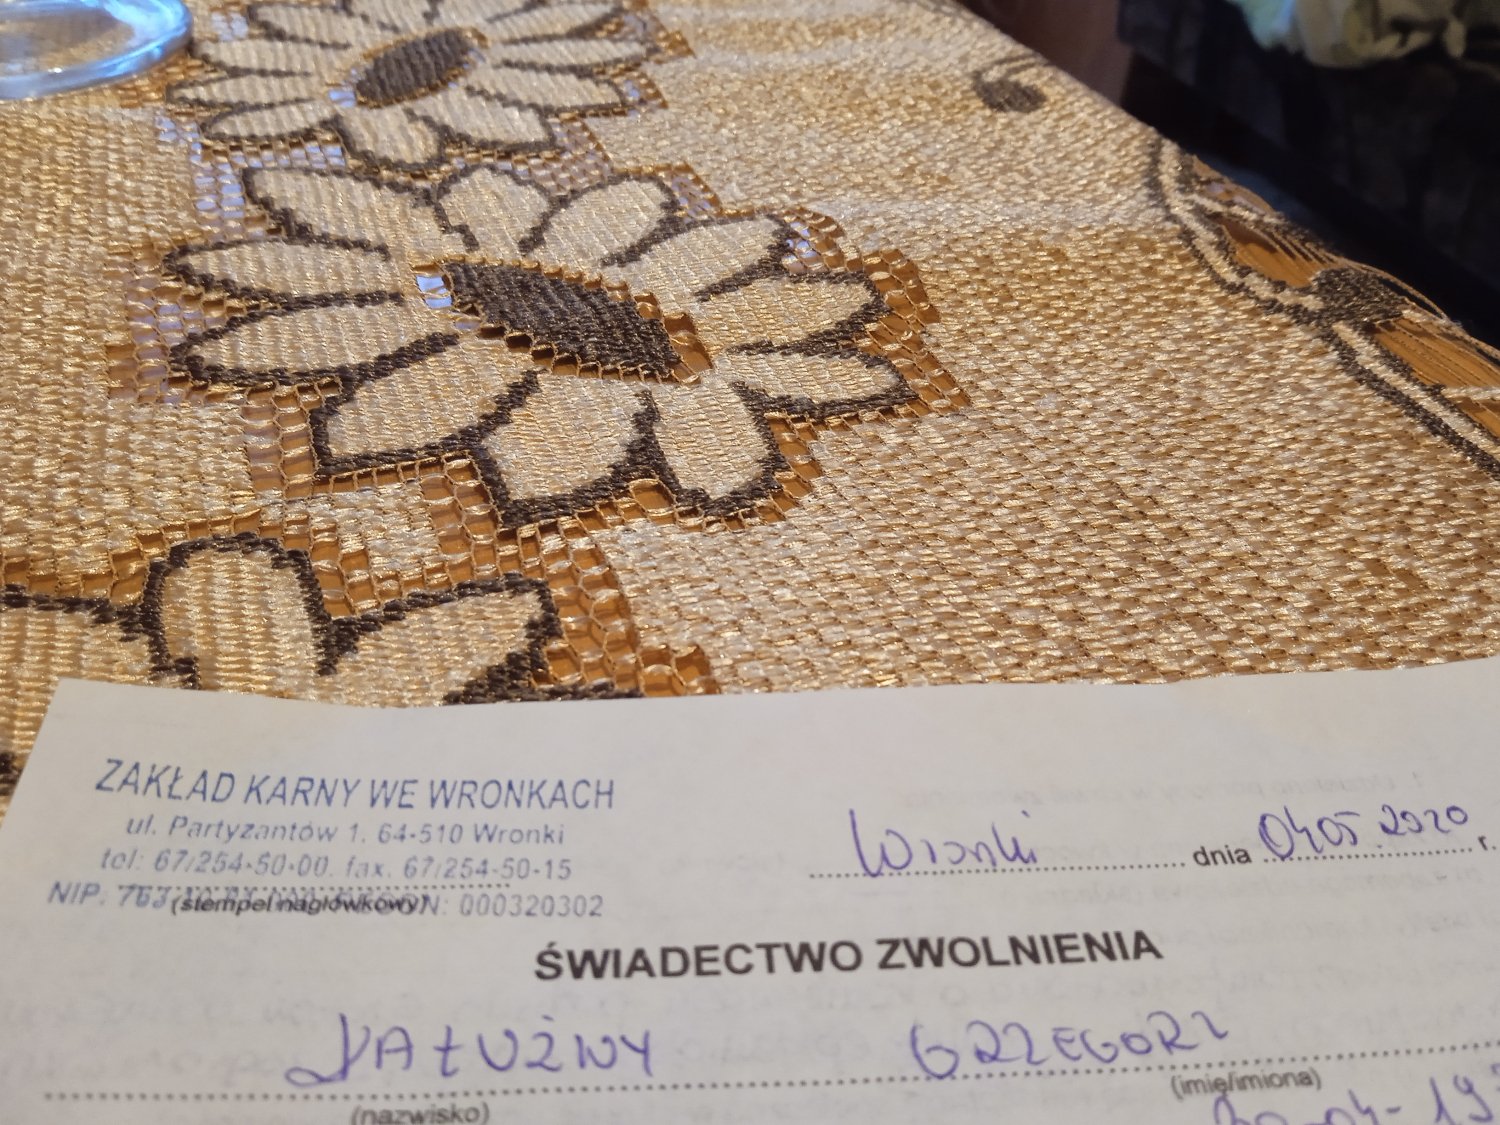 ZAKŁAD KARNY WE WRONKACH
ul. Partyzantów 1, 64-510 Wronki
tel: 67/254-50-00. fax. 67/254-50-15
NIP. 763 N: 000320302
(stempel nagłówkowy)
Wronki dnia 04.05.2020 r.
ŚWIADECTWO ZWOLNIENIA
KAŁUŻNY GRZEGORZ
(nazwisko) (imię/imiona)